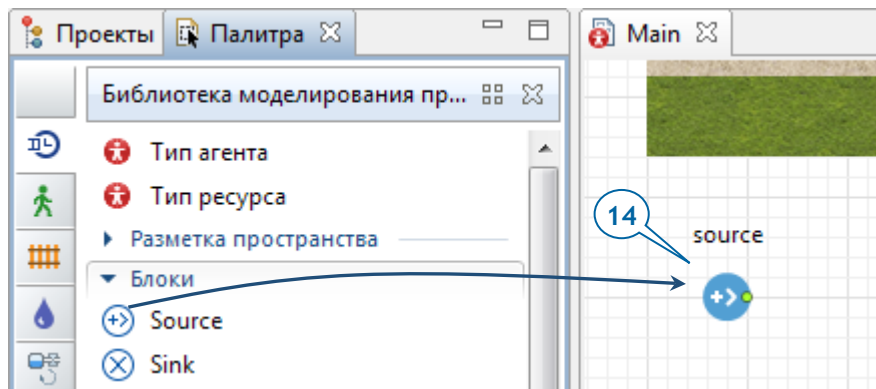 Проекты
Палитра
Main
Библиотека моделирования пр...
Тип агента
Тип ресурса
Разметка пространства
Блоки
Source
Sink
14
source